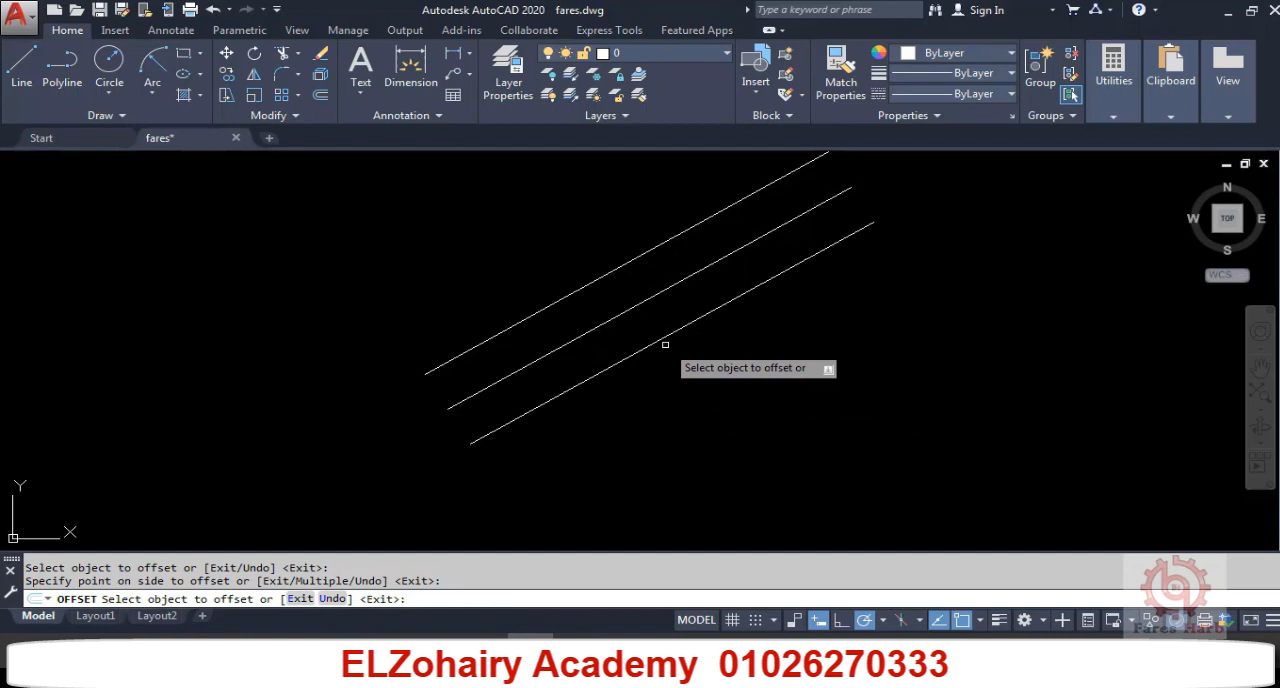 Autodesk AutoCAD 2020 fares.dwg
Type a keyword or phrase
Sign In
Home Insert Annotate Parametric View Manage Output Add-ins Collaborate Express Tools Featured Apps
Line Polyline Circle Arc
Text Dimension
Layer Properties
0
Insert
Match Properties
ByLayer
ByLayer
ByLayer
Group
Utilities Clipboard View
Draw Modify Annotation Layers Block Properties Groups
Start fares*
N
W TOP E
S
WCS
Select object to offset or
Y
X
Select object to offset or [Exit/Undo] <Exit>:
Specify point on side to offset or [Exit/Multiple/Undo] <Exit>:
OFFSET Select object to offset or [Exit Undo] <Exit>:
Model Layout1 Layout2
MODEL
Fares Harb
ELZohairy Academy 01026270333